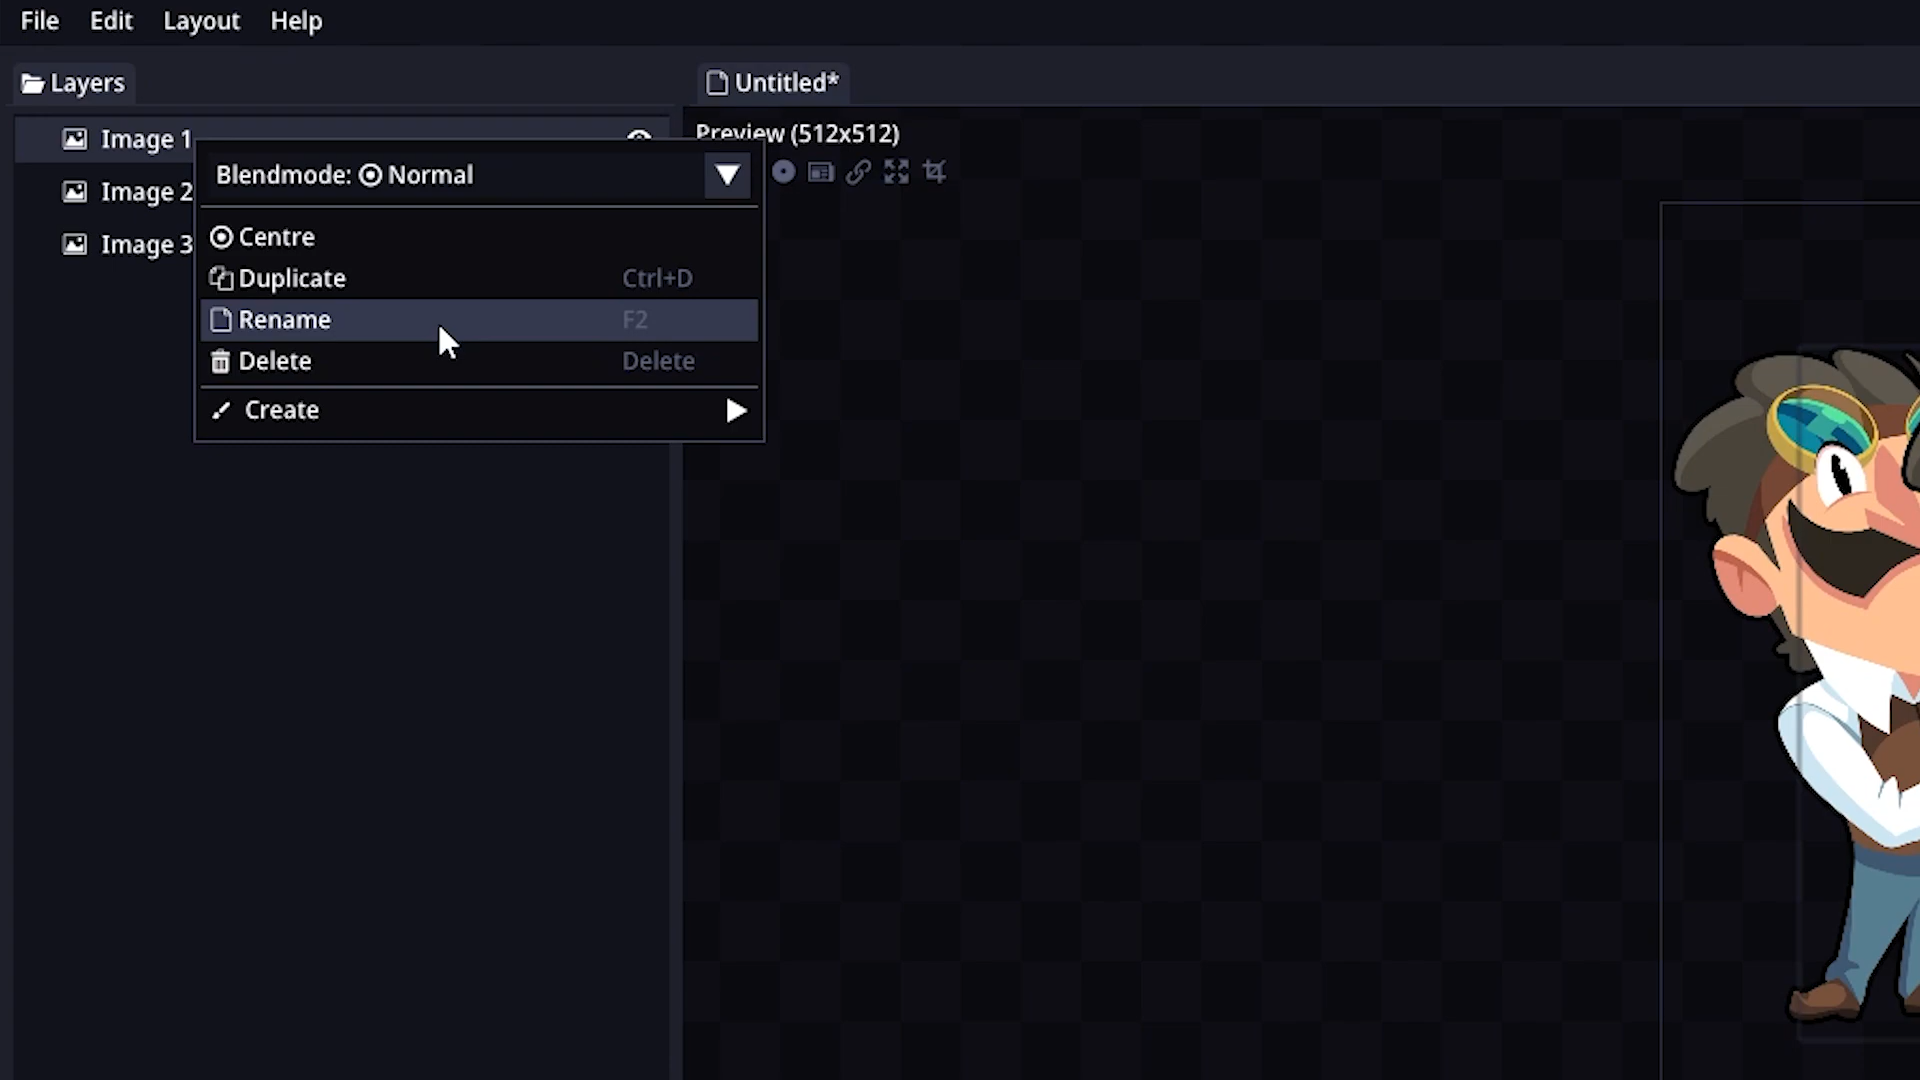 File Edit Layout Help
Layers
Untitled*
Image 1
Preview (512x512)
Blendmode: Normal
Image 2
Centre
Image 3
Duplicate Ctrl+D
Rename F2
Delete Delete
Create